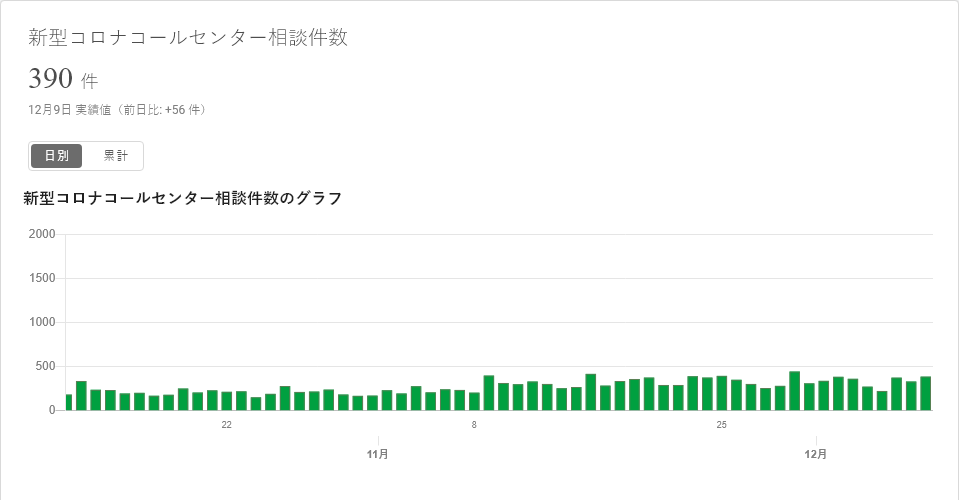 新型コロナコールセンター相談件数
390 件
12月9日 実績値（前日比: +56 件）
日別 累計
新型コロナコールセンター相談件数のグラフ
2000
1500
1000
500
0
22 8 25
11月 12月